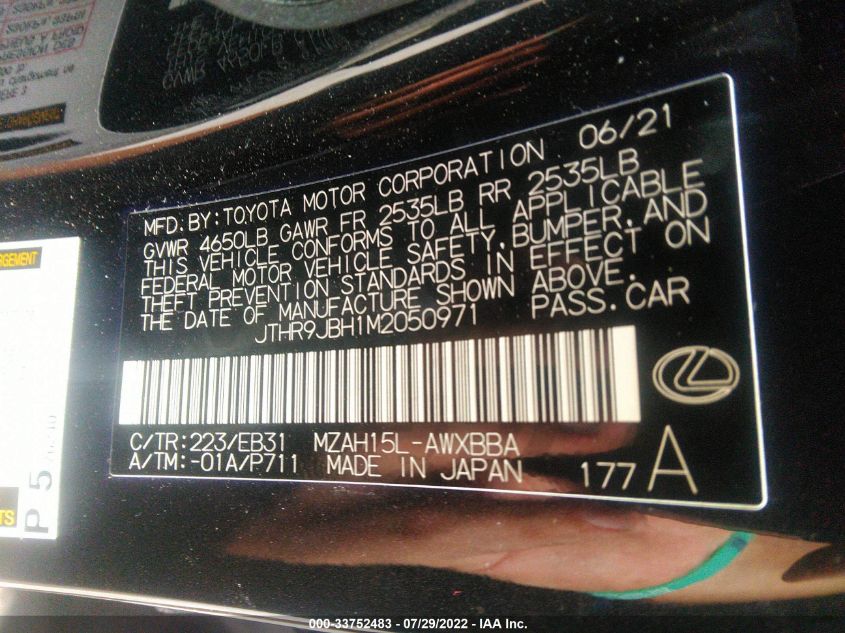 MFD. BY: TOYOTA MOTOR CORPORATION 06/21
GVWR 4650LB GAWR FR 2535LB RR 2535LB
THIS VEHICLE CONFORMS TO ALL APPLICABLE
FEDERAL MOTOR VEHICLE SAFETY, BUMPER, AND
THEFT PREVENTION STANDARDS IN EFFECT ON
THE DATE OF MANUFACTURE SHOWN ABOVE.
JTHR9JBH1M2050971 PASS. CAR
C/TR: 223/EB31 MZAH15L-AWXBBA
A/TM: -01A/P711 MADE IN JAPAN 177 A
P 5
000-33752483 - 07/29/2022 - IAA Inc.